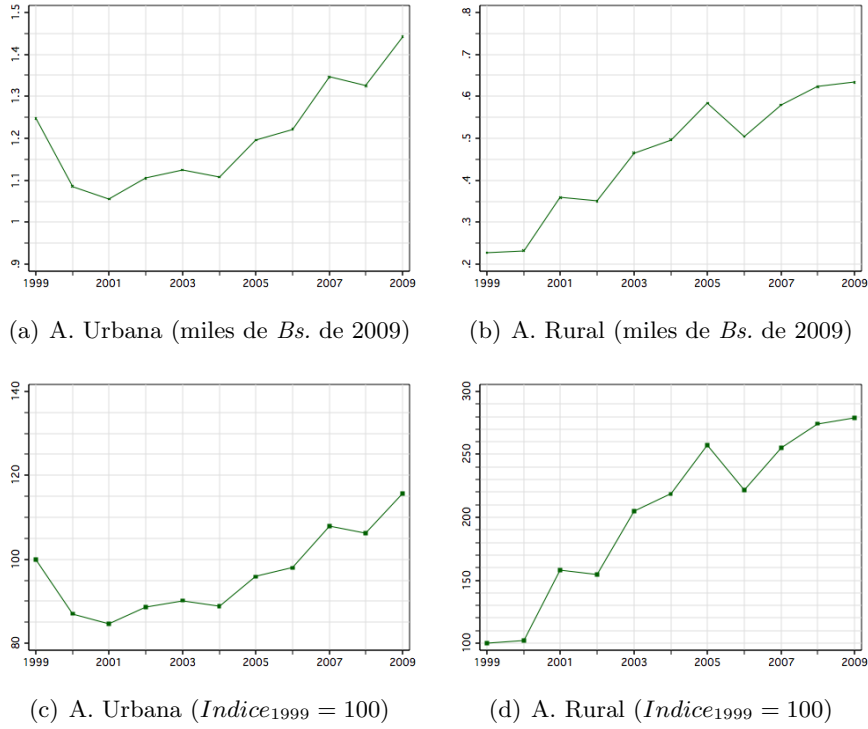 1.5
1.4
1.3
1.2
1.1
1
.9
1999 2001 2003 2005 2007 2009
(a) A. Urbana (miles de Bs. de 2009)
.8
.7
.6
.5
.4
.3
.2
1999 2001 2003 2005 2007 2009
(b) A. Rural (miles de Bs. de 2009)
140
120
100
80
1999 2001 2003 2005 2007 2009
(c) A. Urbana (Indice1999 = 100)
300
250
200
150
100
1999 2001 2003 2005 2007 2009
(d) A. Rural (Indice1999 = 100)